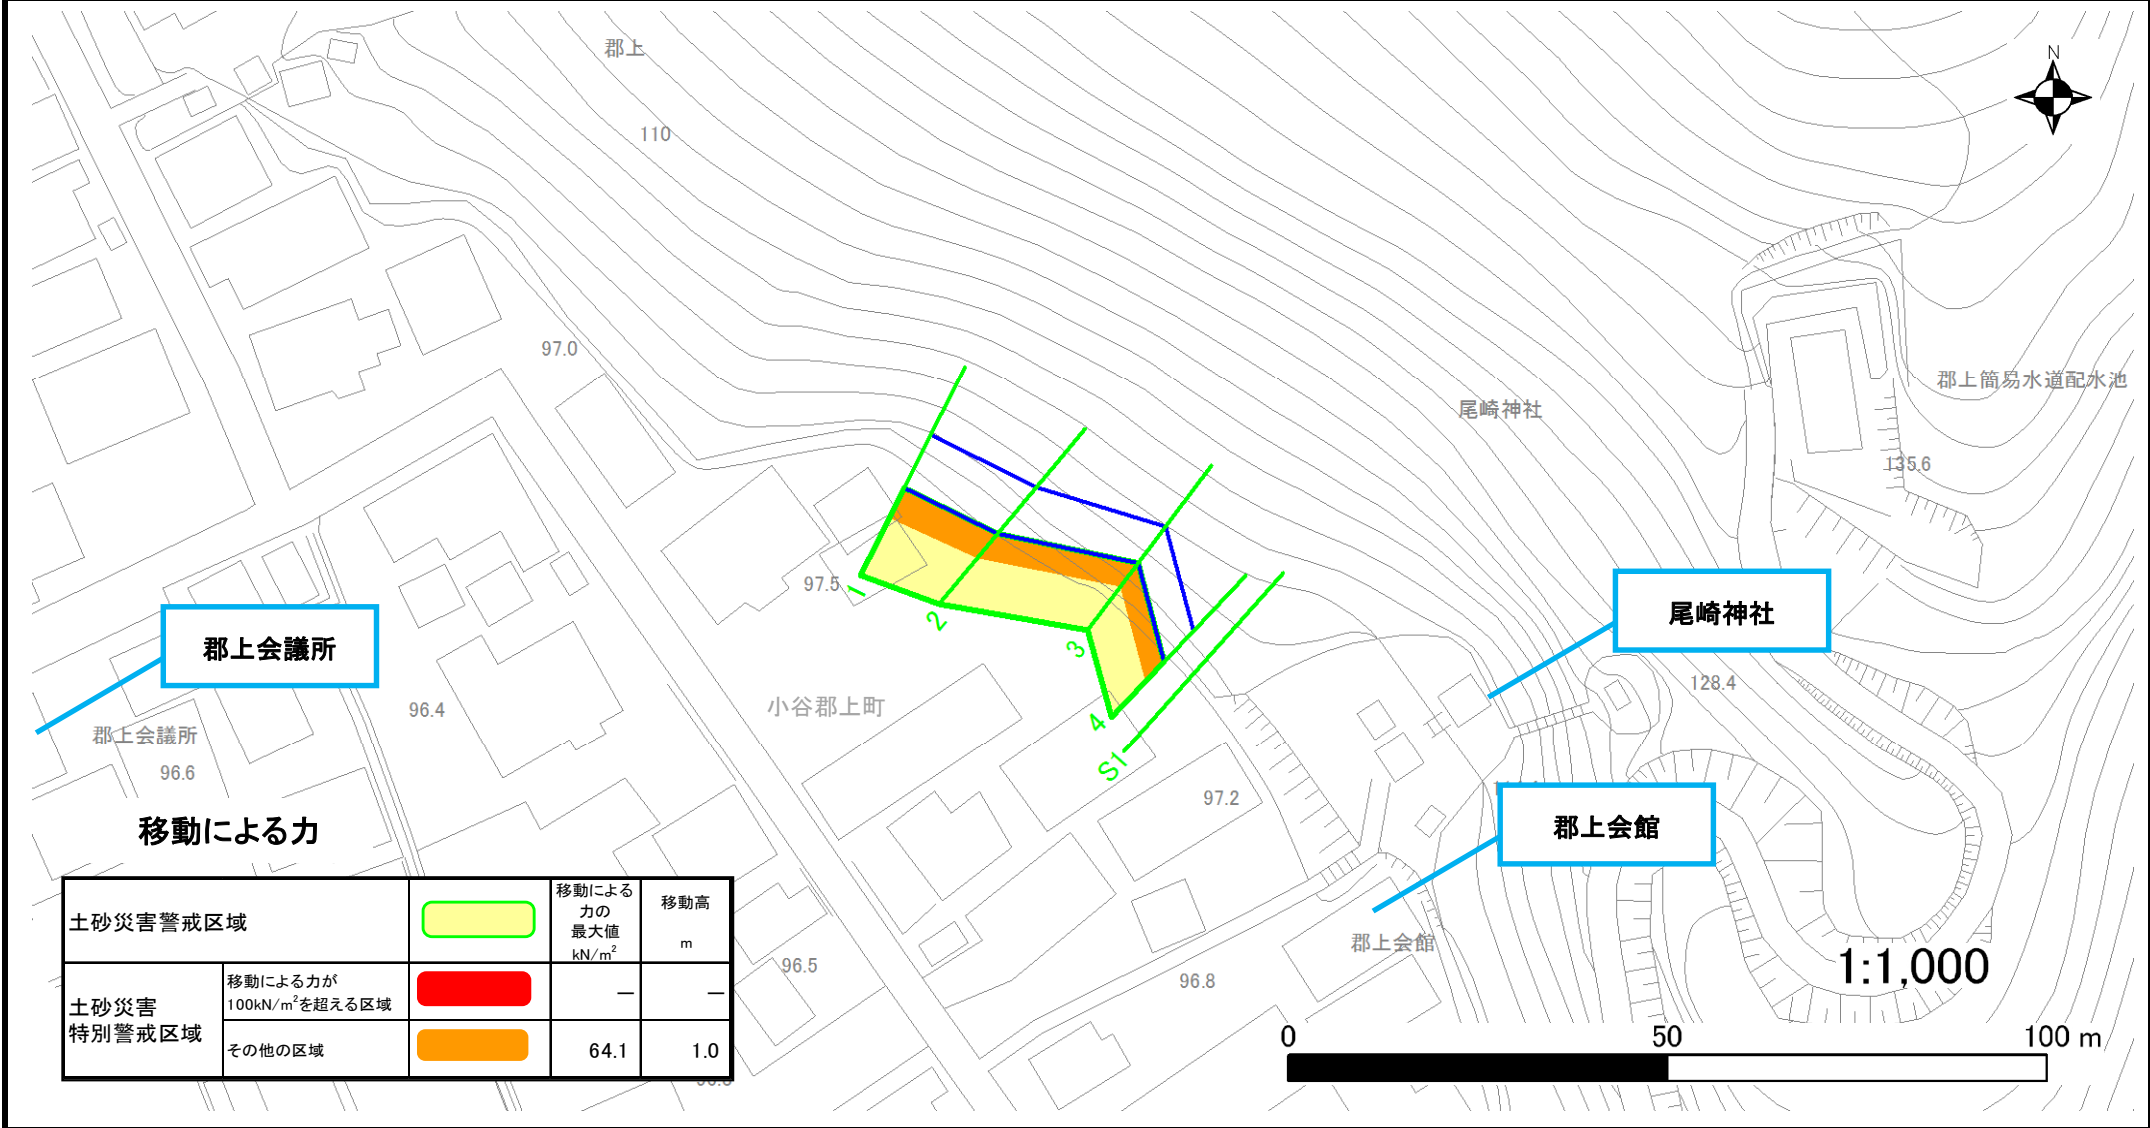 郡上
N
110
97.0
郡上簡易水道配水池
尾崎神社
135.6
97.5
1
2
3
4
S1
尾崎神社
郡上会議所
128.4
96.4
小谷郡上町
郡上会議所
96.6
97.2
郡上会館
移動による力
土砂災害警戒区域
移動による
力の
最大値
kN/m²
移動高
m
土砂災害
特別警戒区域
移動による力が
100kN/m²を超える区域
－
－
その他の区域
64.1
1.0
96.5
96.8
郡上会館
1:1,000
0
50
100 m